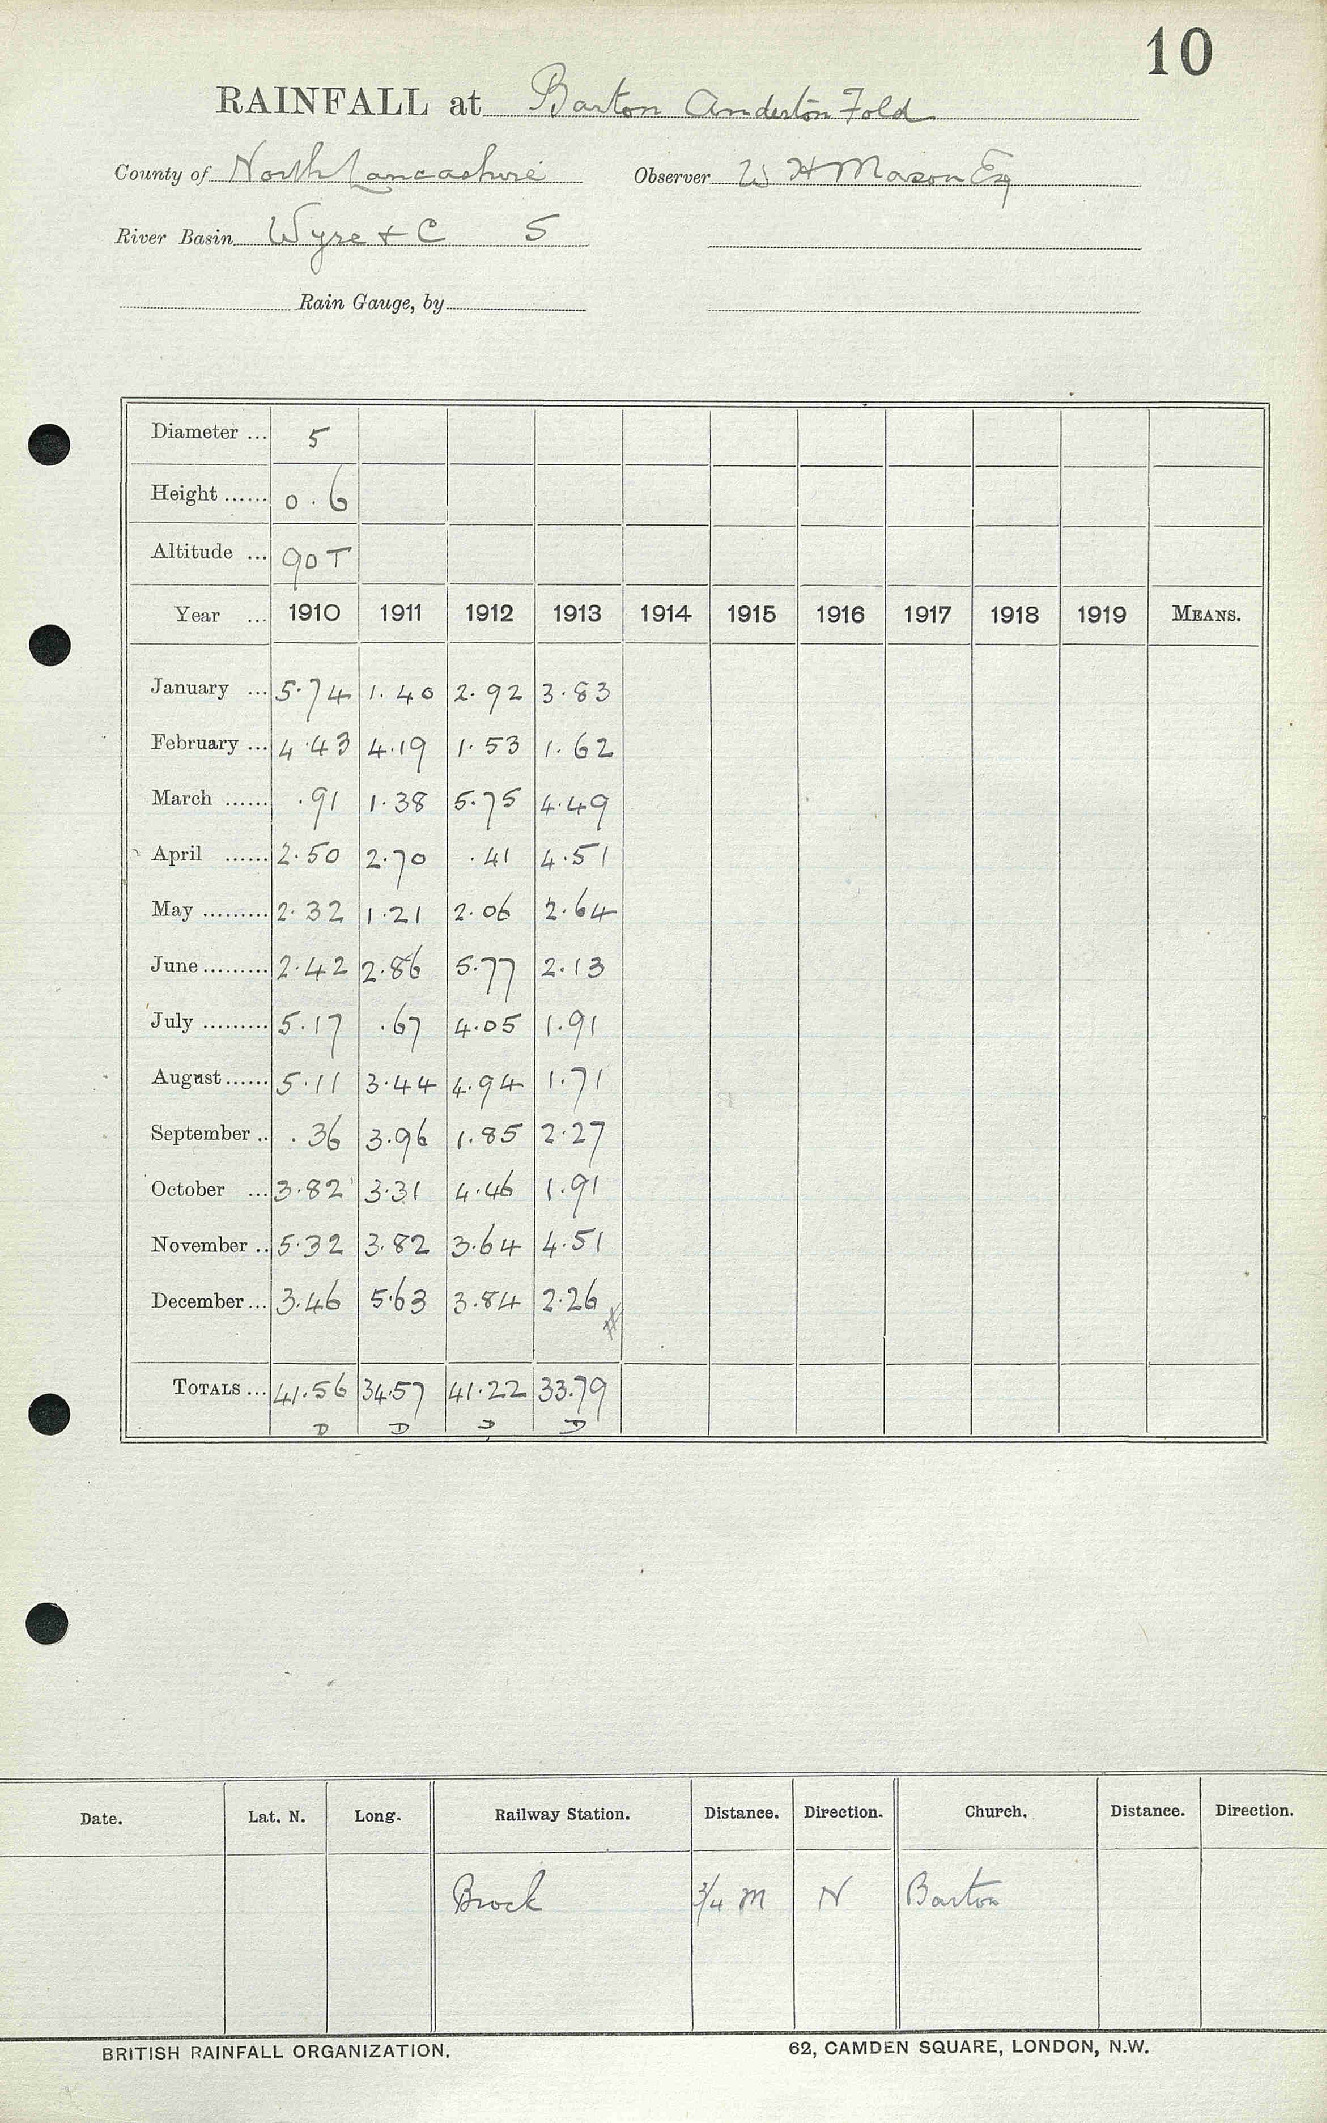 10
RAINFALL at Barton Anderton Fold
County of North Lancashire Observer W H Mason Esq
River Basin Wyre & C 5
Rain Gauge, by
Diameter ... 5
Height ...... 0.6
Altitude ... 90 T
Year ... 1910 1911 1912 1913 1914 1915 1916 1917 1918 1919 MEANS.
January ... 5.74 1.40 2.92 3.83
February ... 4.43 4.19 1.53 1.62
March ...... .91 1.38 5.75 4.49
April ...... 2.50 2.70 .41 4.51
May ......... 2.32 1.21 2.06 2.64
June ......... 2.42 2.86 5.77 2.13
July ......... 5.17 .67 4.05 1.91
August ...... 5.11 3.44 4.94 1.71
September .. .36 3.96 1.85 2.27
October ... 3.82 3.31 4.46 1.91
November .. 5.32 3.82 3.64 4.51
December ... 3.46 5.63 3.84 2.26
TOTALS ... 41.56 34.57 41.22 33.79
D D D D
Date. Lat. N. Long. Railway Station. Distance. Direction. Church. Distance. Direction.
Brock 3/4 M N Barton
BRITISH RAINFALL ORGANIZATION. 62, CAMDEN SQUARE, LONDON, N.W.